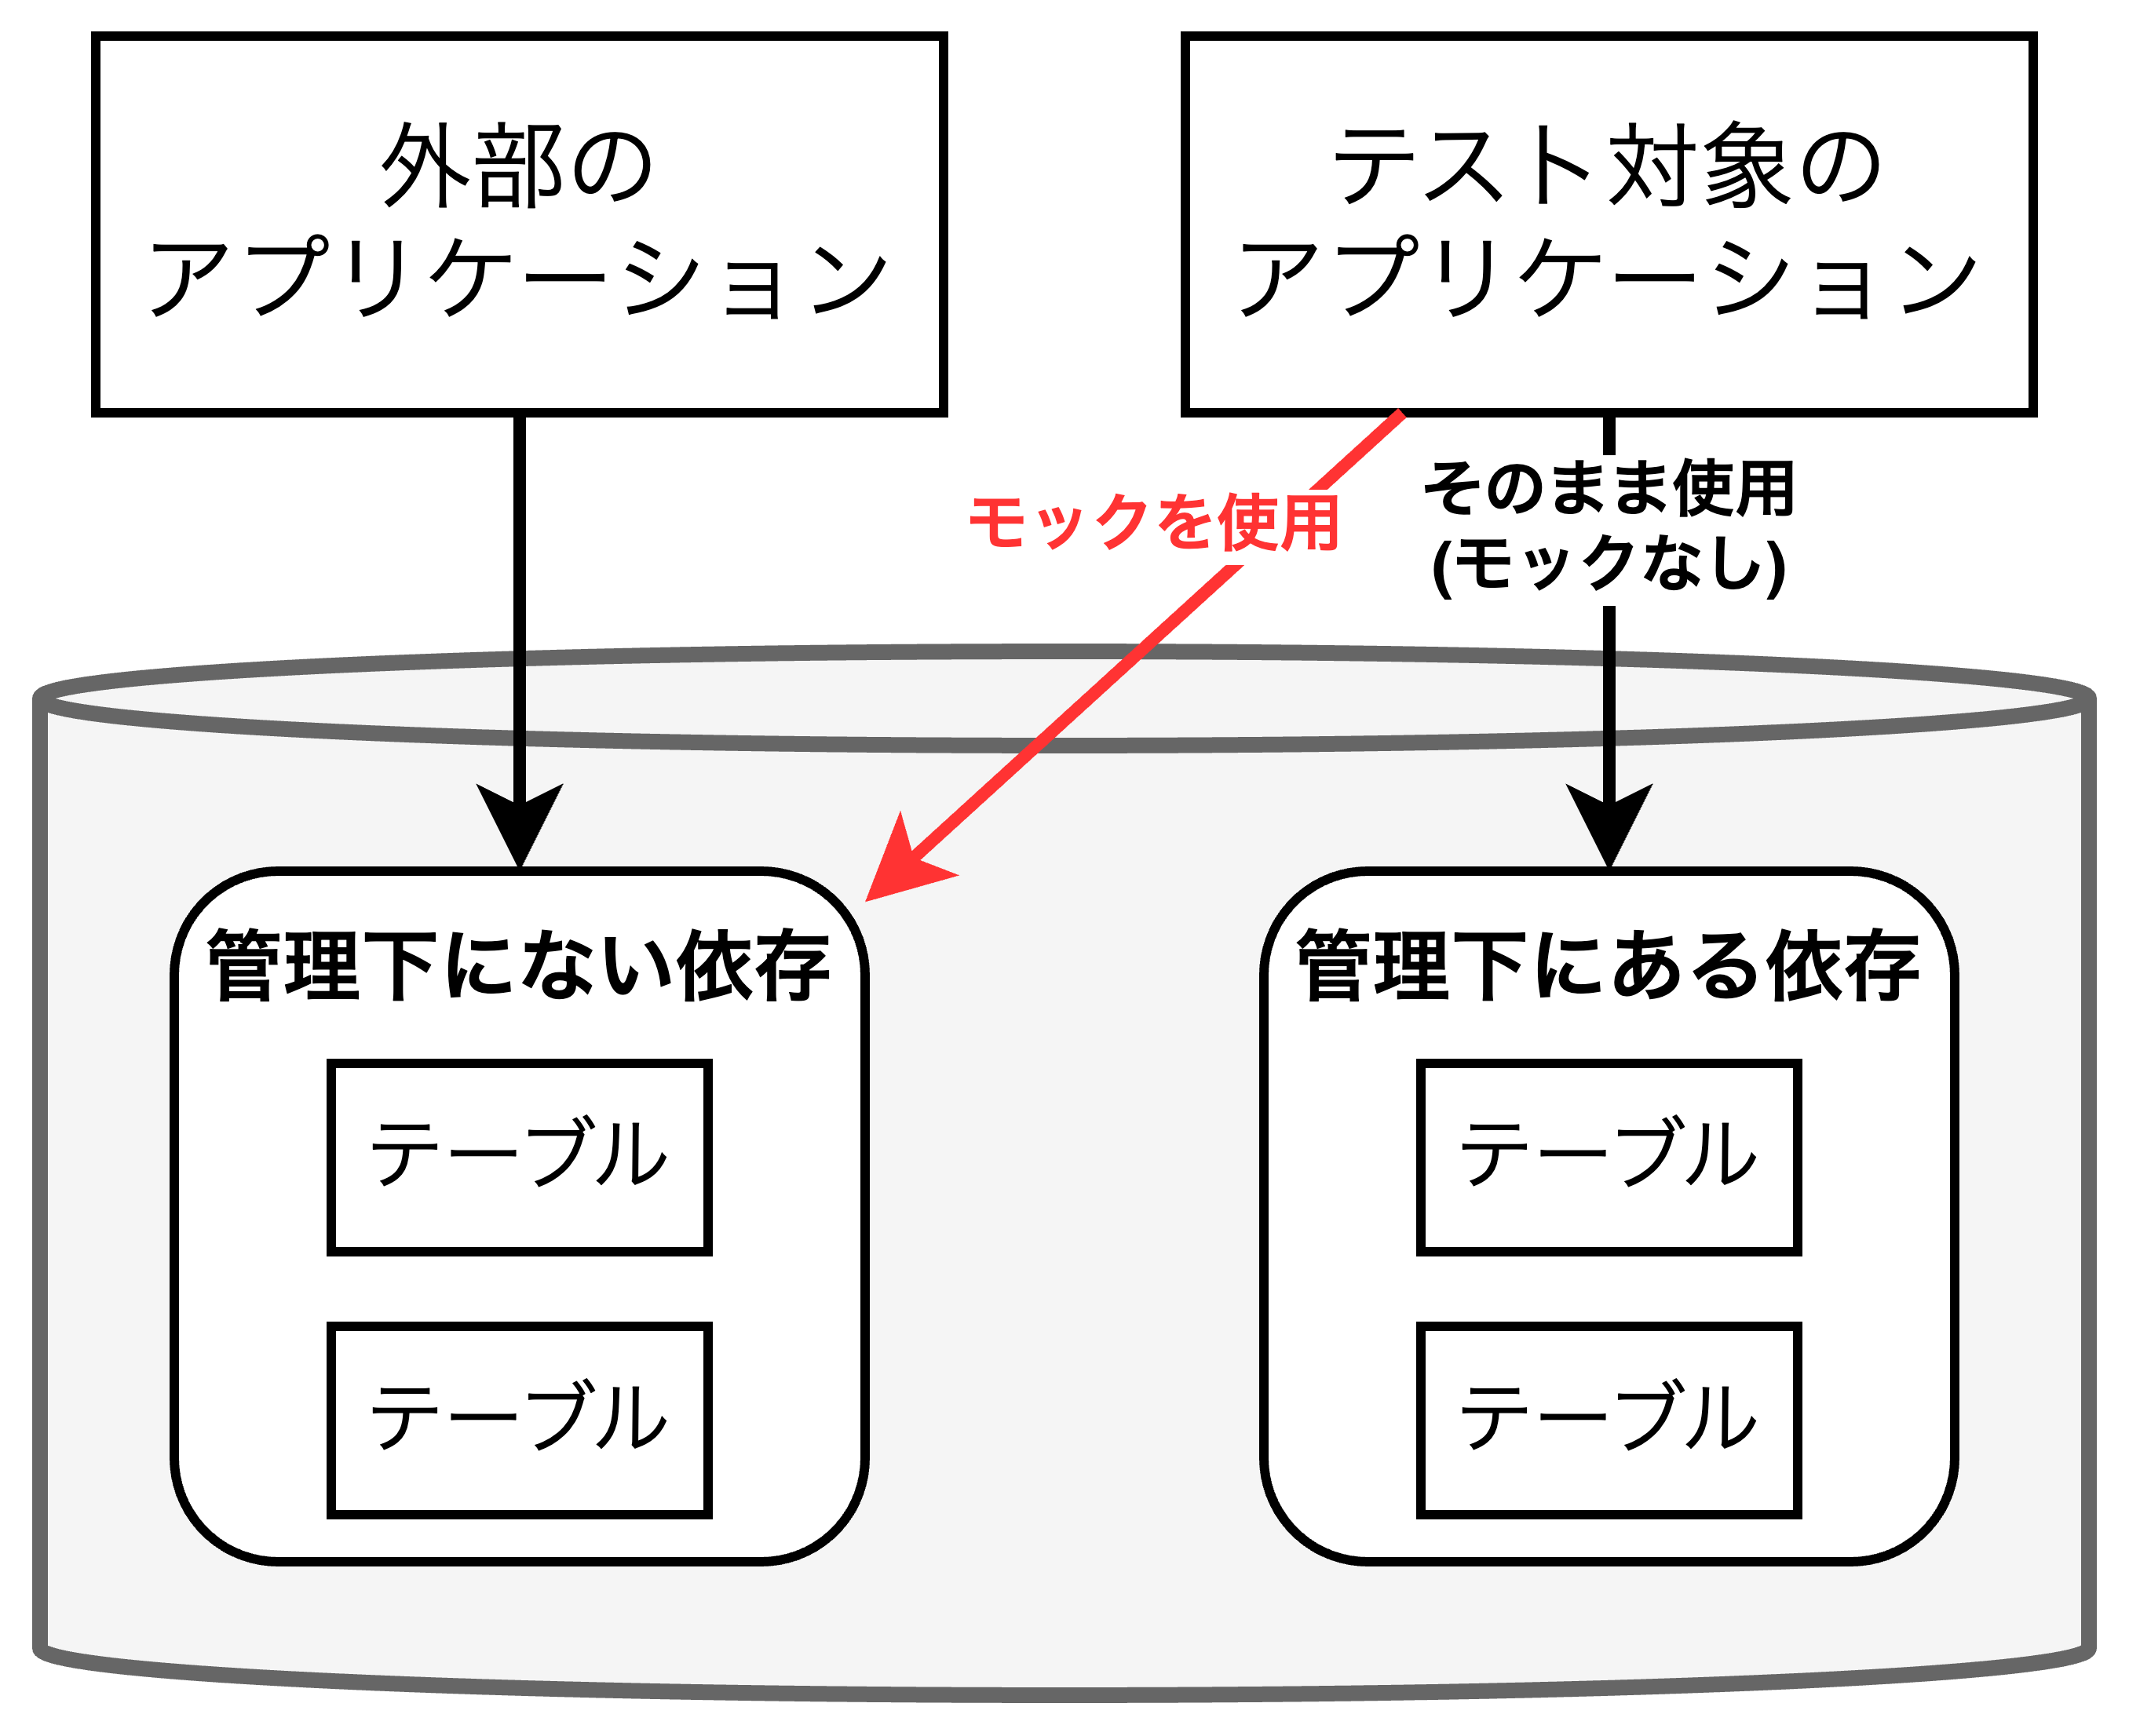 外部の
アプリケーション
テスト対象の
アプリケーション
モックを使用
そのまま使用
(モックなし)
管理下にない依存
テーブル
テーブル
管理下にある依存
テーブル
テーブル